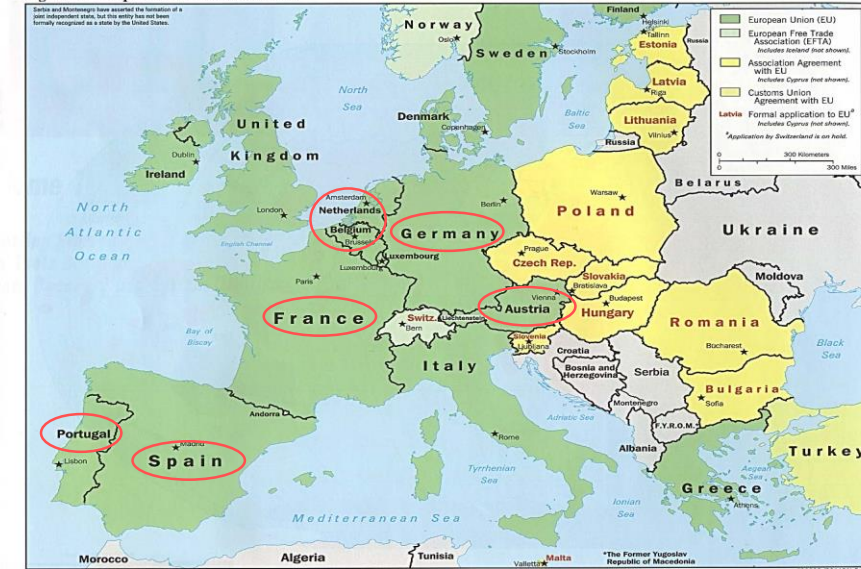 Serbia and Montenegro have asserted the formation of a
joint independent state, but this entity has not been
formally recognized as a state by the United States.
European Union (EU)
European Free Trade
Association (EFTA)
Includes Iceland (not shown).
Association Agreement
with EU
Includes Cyprus (not shown).
Customs Union
Agreement with EU
Latvia Formal application to EU#
Includes Cyprus (not shown).
#Application by Switzerland is on hold.
0 300 Kilometers
0 300 Miles
Norway
Oslo
Finland
Helsinki
Sweden
Stockholm
Tallinn
Estonia
Russia
Latvia
Riga
Lithuania
Vilnius
Russia
Belarus
North
Sea
Baltic
Sea
Denmark
Copenhagen
United
Kingdom
Dublin
Ireland
London
English Channel
North
Atlantic
Ocean
Amsterdam
Netherlands
Belgium
Brussels
Luxembourg
Luxembourg
Berlin
Germany
Warsaw
Poland
Ukraine
Prague
Czech Rep.
Slovakia
Bratislava
Moldova
Paris
France
Bay of
Biscay
Switz.
Bern
Liechtenstein
Vienna
Austria
Budapest
Hungary
Slovenia
Ljubljana
Croatia
Bosnia and
Herzegovina
Serbia
Montenegro
Romania
Bucharest
Black
Sea
Bulgaria
Sofia
Italy
Rome
Adriatic Sea
F.Y.R.O.M.*
Albania
Andorra
Portugal
Lisbon
Madrid
Spain
Tyrrhenian
Sea
Ionian
Sea
Greece
Athens
Aegean
Sea
Turkey
Mediterranean Sea
Morocco
Algeria
Tunisia
Valletta
Malta
*The Former Yugoslav
Republic of Macedonia